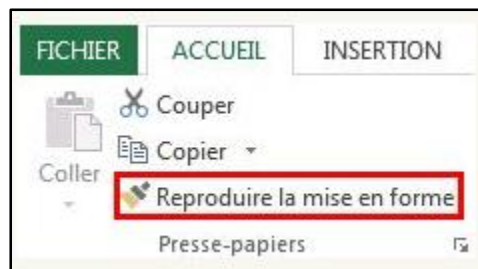 FICHIER ACCUEIL INSERTION
Couper
Copier
Coller
Reproduire la mise en forme
Presse-papiers